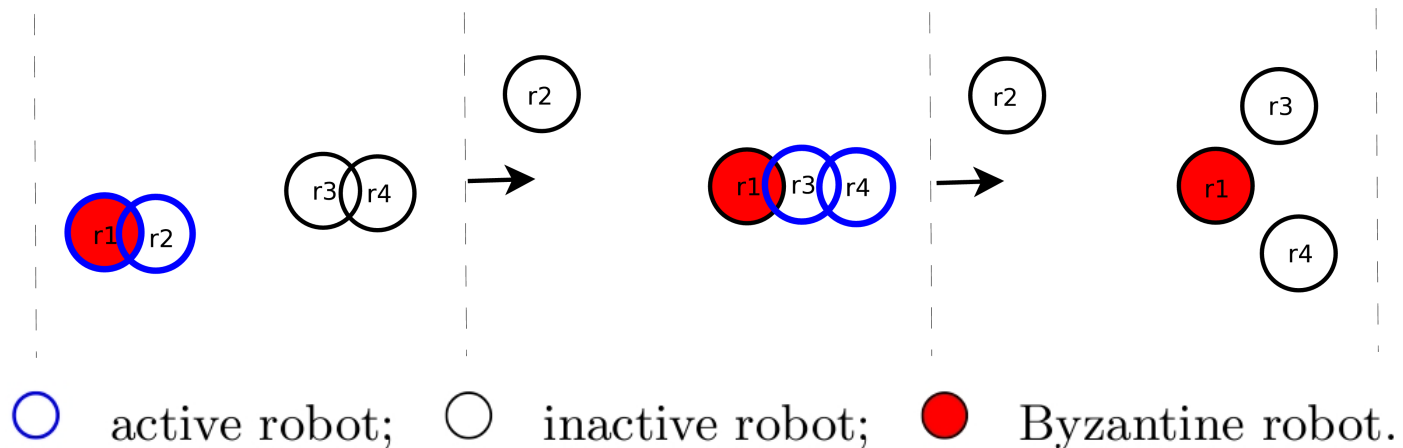 r2 r2 r3
r1 r2 r3 r4 r1 r3 r4 r1
r4
active robot; inactive robot; Byzantine robot.